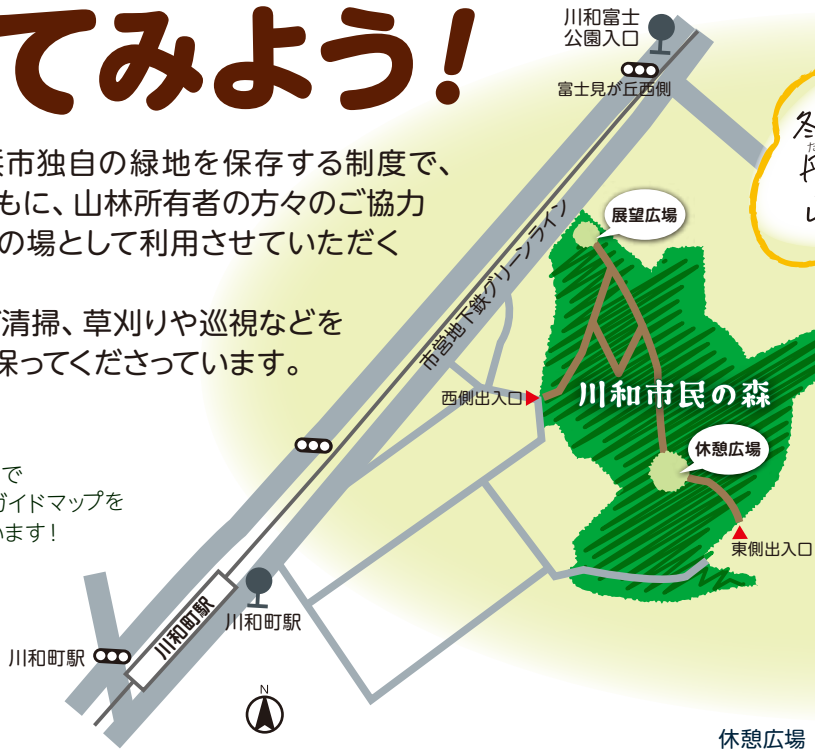 てみよう!
浜市独自の緑地を保存する制度で、
もに、山林所有者の方々のご協力
の場として利用させていただく
清掃、草刈りや巡視などを
保ってくださっています。
で
ガイドマップを
います!
川和富士
公園入口
富士見が丘西側
冬
た
し
展望広場
市営地下鉄グリーンライン
西側出入口
川和市民の森
休憩広場
東側出入口
川和町駅
川和町駅
川和町駅
N
休憩広場